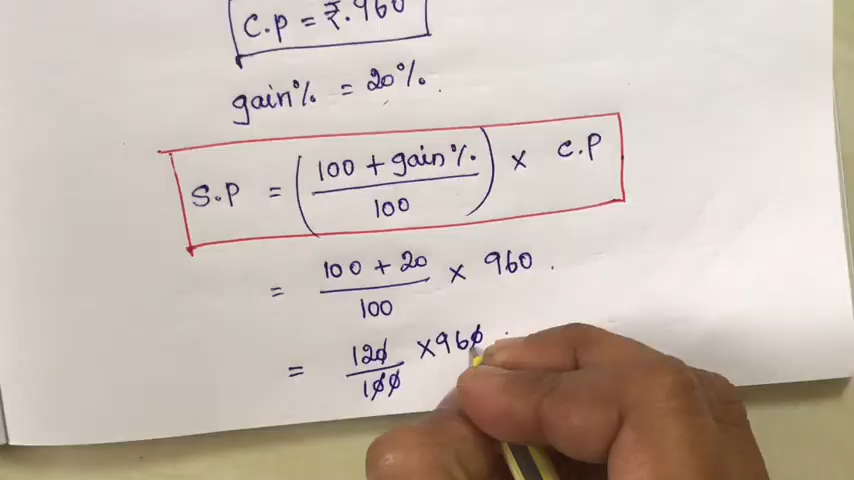 C.P = ₹.960
gain% = 20%.
S.P = (100 + gain% / 100) × C.P
= 100 + 20 / 100 × 960.
= 120 / 100 × 960